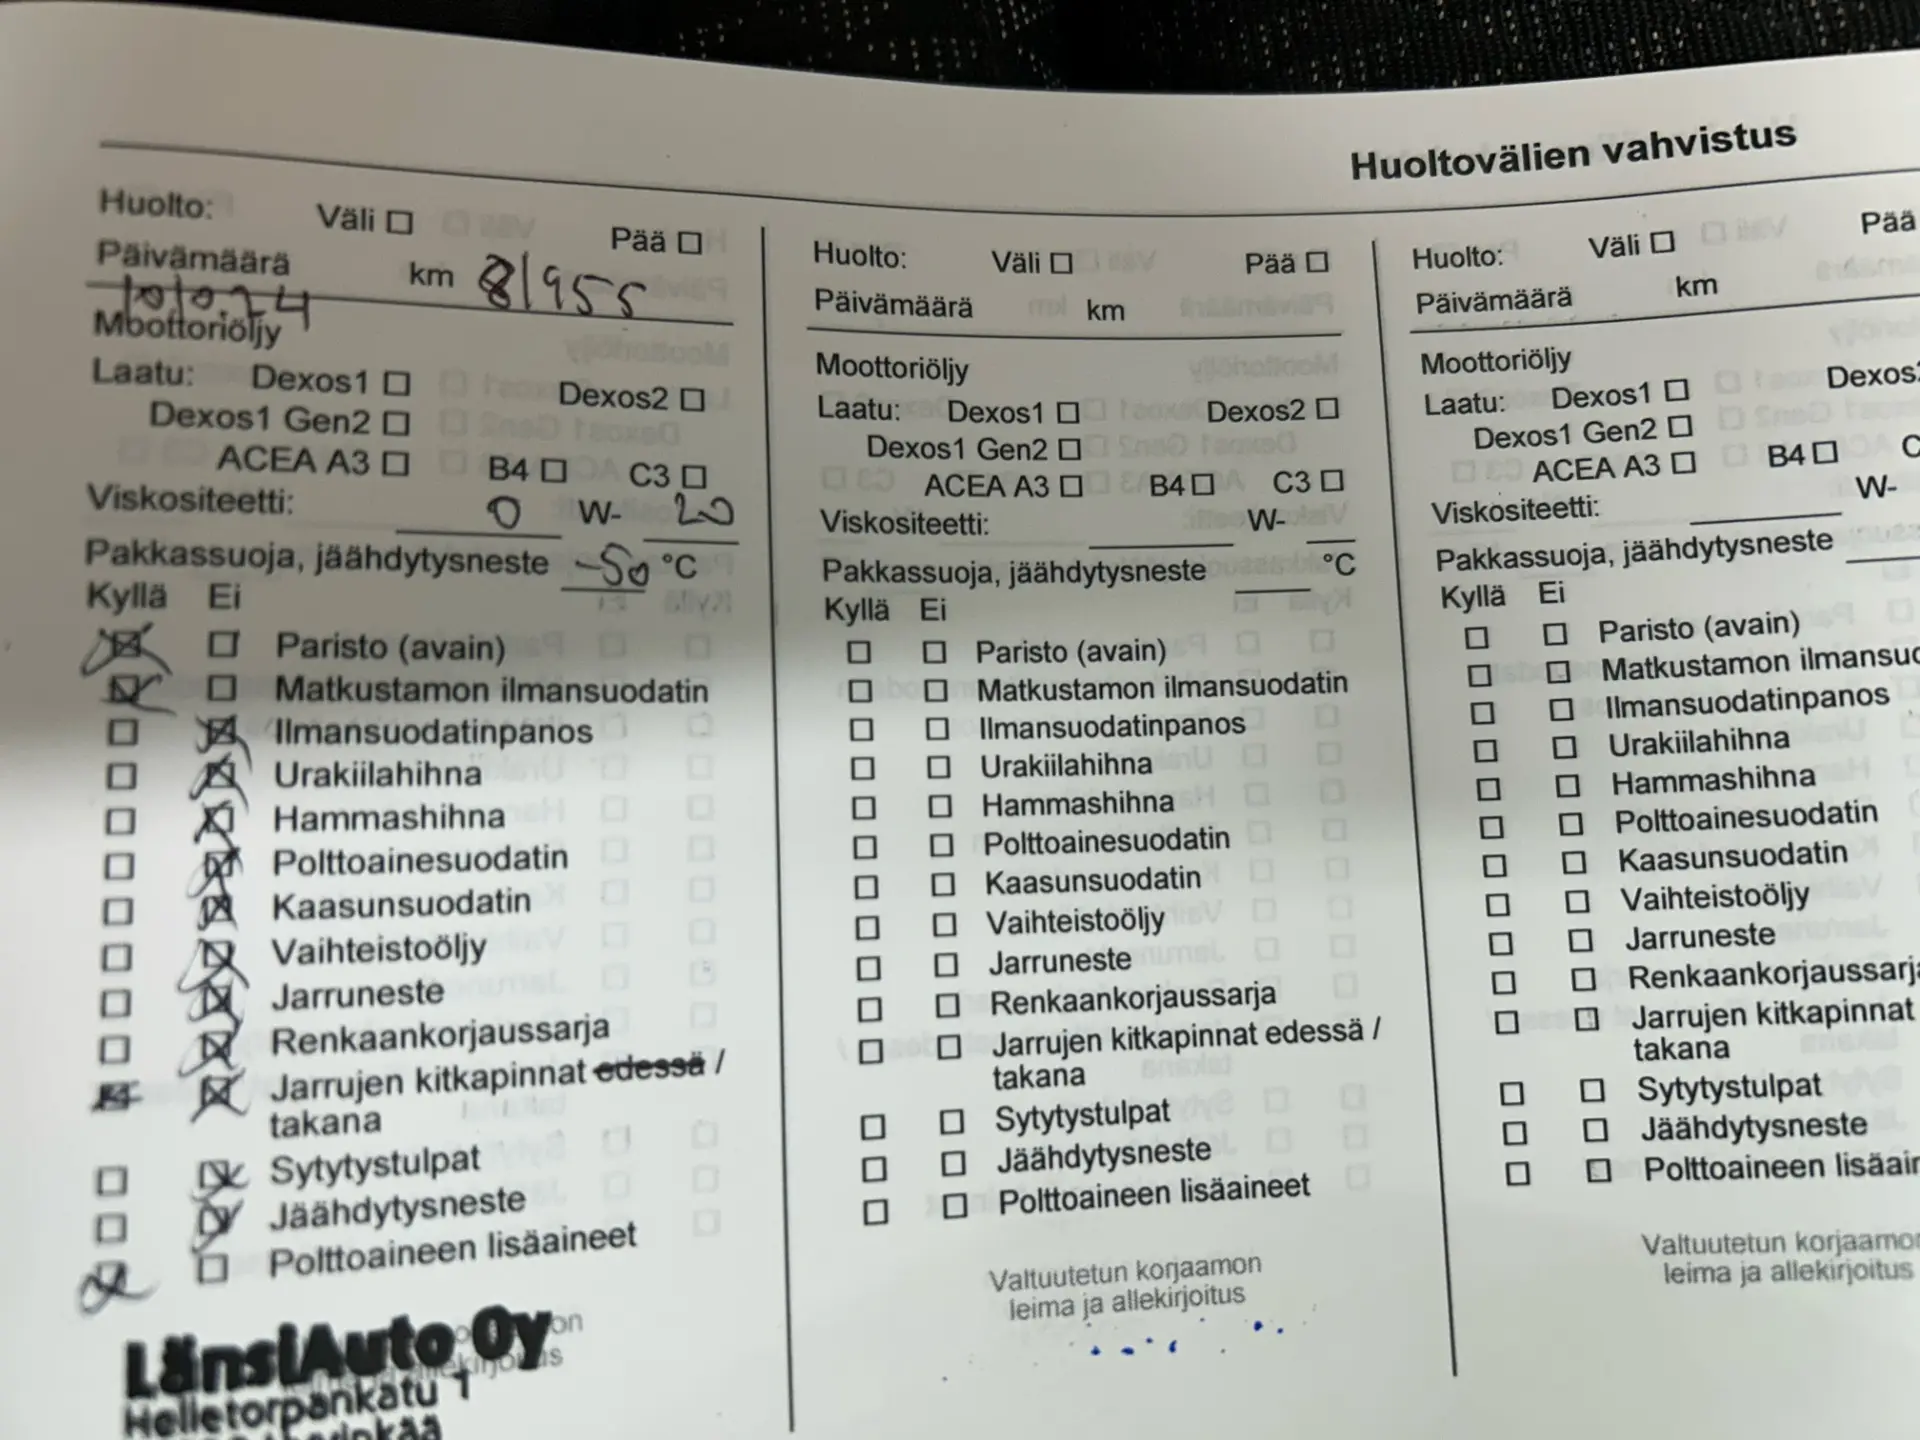 Huoltovälien vahvistus
Huolto: Väli Pää
Päivämäärä km 81955
10.10.24
Moottoriöljy
Laatu: Dexos1 Dexos2
Dexos1 Gen2
ACEA A3 B4 C3
Viskositeetti: 0 W- 20
Pakkassuoja, jäähdytysneste -50 °C
Kyllä Ei
Paristo (avain)
Matkustamon ilmansuodatin
Ilmansuodatinpanos
Urakiilahihna
Hammashihna
Polttoainesuodatin
Kaasunsuodatin
Vaihteistoöljy
Jarruneste
Renkaankorjaussarja
Jarrujen kitkapinnat edessä /
takana
Sytytystulpat
Jäähdytysneste
Polttoaineen lisäaineet
LänsiAuto Oy
Helletorpankatu 1
Huolto: Väli Pää
Päivämäärä km
Moottoriöljy
Laatu: Dexos1 Dexos2
Dexos1 Gen2
ACEA A3 B4 C3
Viskositeetti: W-
Pakkassuoja, jäähdytysneste °C
Kyllä Ei
Paristo (avain)
Matkustamon ilmansuodatin
Ilmansuodatinpanos
Urakiilahihna
Hammashihna
Polttoainesuodatin
Kaasunsuodatin
Vaihteistoöljy
Jarruneste
Renkaankorjaussarja
Jarrujen kitkapinnat edessä /
takana
Sytytystulpat
Jäähdytysneste
Polttoaineen lisäaineet
Valtuutetun korjaamon
leima ja allekirjoitus
Huolto: Väli Pää
Päivämäärä km
Moottoriöljy
Laatu: Dexos1 Dexos2
Dexos1 Gen2
ACEA A3 B4 C
Viskositeetti: W-
Pakkassuoja, jäähdytysneste
Kyllä Ei
Paristo (avain)
Matkustamon ilmansuo
Ilmansuodatinpanos
Urakiilahihna
Hammashihna
Polttoainesuodatin
Kaasunsuodatin
Vaihteistoöljy
Jarruneste
Renkaankorjaussarja
Jarrujen kitkapinnat
takana
Sytytystulpat
Jäähdytysneste
Polttoaineen lisäain
Valtuutetun korjaamon
leima ja allekirjoitus